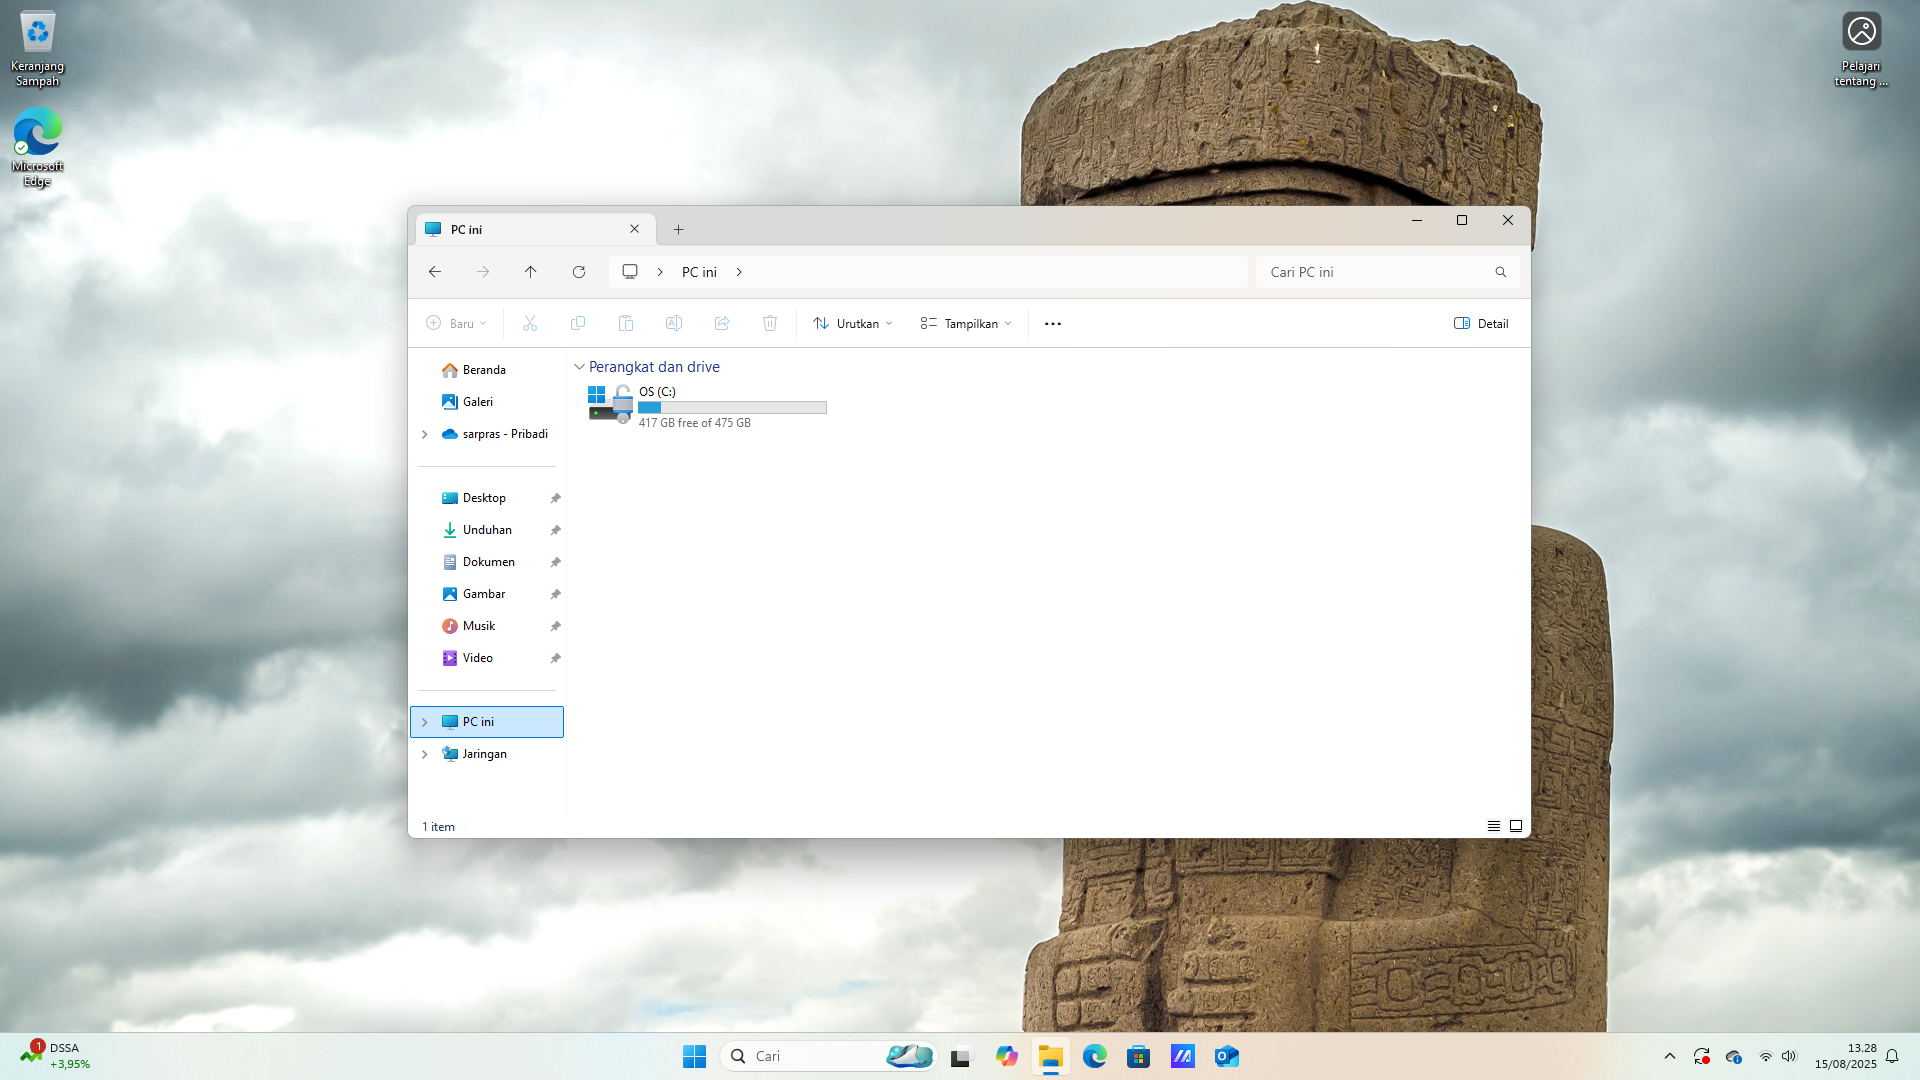 Keranjang
Sampah
Microsoft
Edge
Pelajari
tentang ...
PC ini
PC ini
Cari PC ini
Baru
Urutkan
Tampilkan
Detail
Beranda
Galeri
sarpras - Pribadi
Desktop
Unduhan
Dokumen
Gambar
Musik
Video
PC ini
Jaringan
Perangkat dan drive
OS (C:)
417 GB free of 475 GB
1 item
1
DSSA
+3,95%
Cari
13.28
15/08/2025